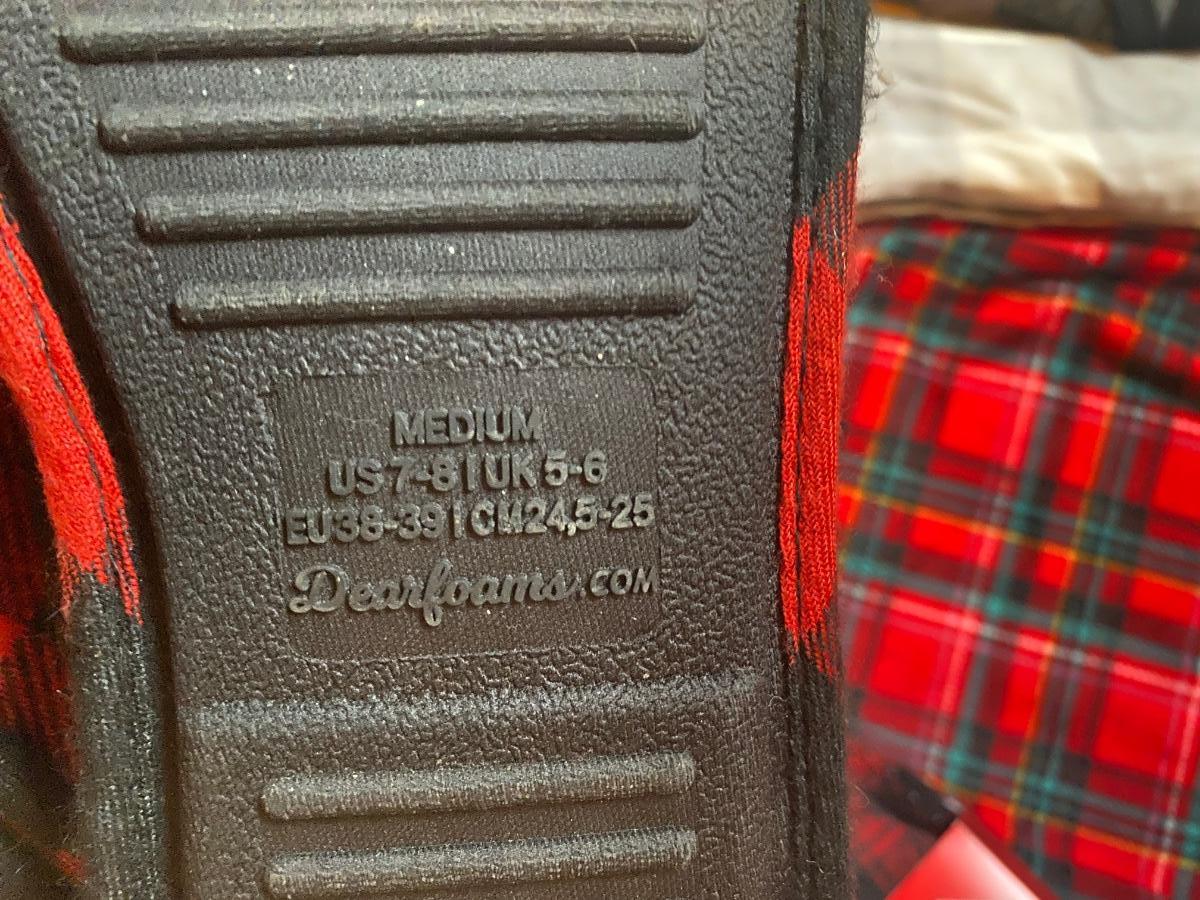 MEDIUM
US 7-8 | UK 5-6
EU 38-39 | CM 24,5-25
Dearfoams.COM